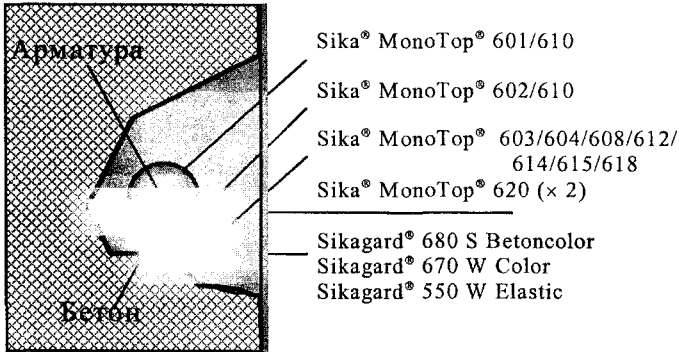 Арматура
Бетон
Sika® MonoTop® 601/610
Sika® MonoTop® 602/610
Sika® MonoTop® 603/604/608/612/
614/615/618
Sika® MonoTop® 620 (× 2)
Sikagard® 680 S Betoncolor
Sikagard® 670 W Color
Sikagard® 550 W Elastic